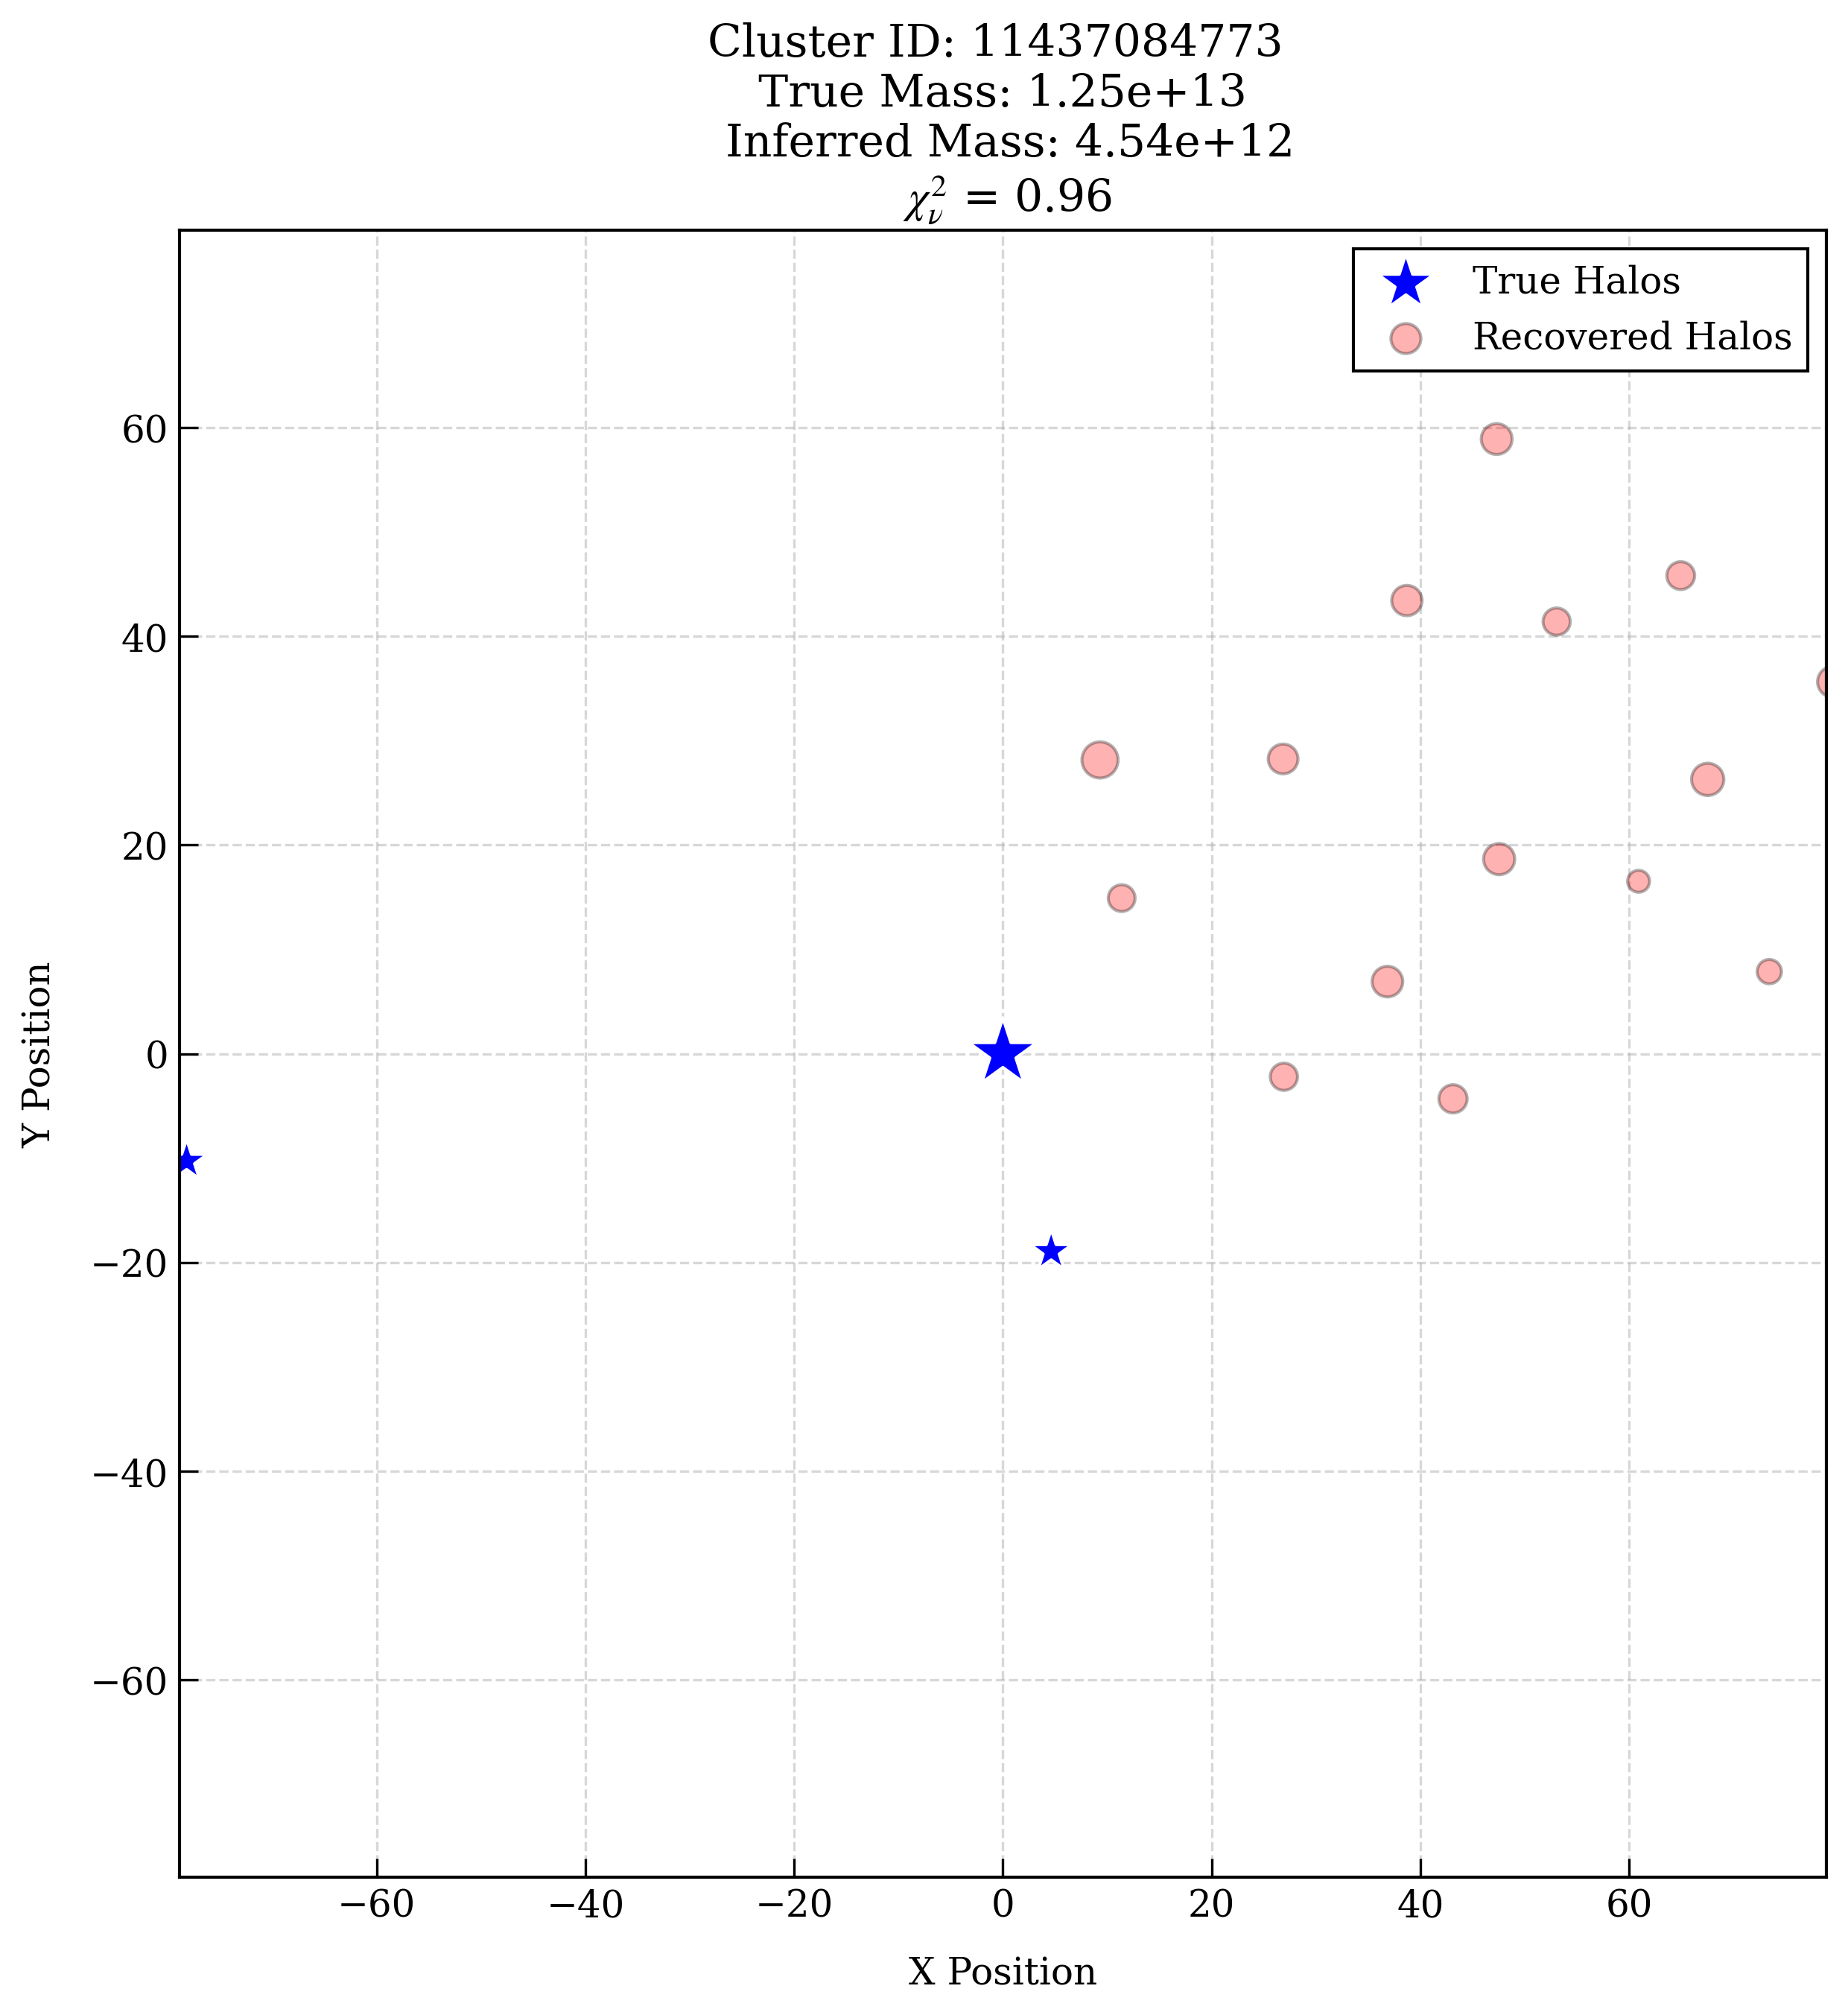 Cluster ID: 11437084773
True Mass: 1.25e+13
Inferred Mass: 4.54e+12
χ²ᵥ = 0.96
True Halos
Recovered Halos
60
40
20
0
−20
−40
−60
Y Position
−60 −40 −20 0 20 40 60
X Position